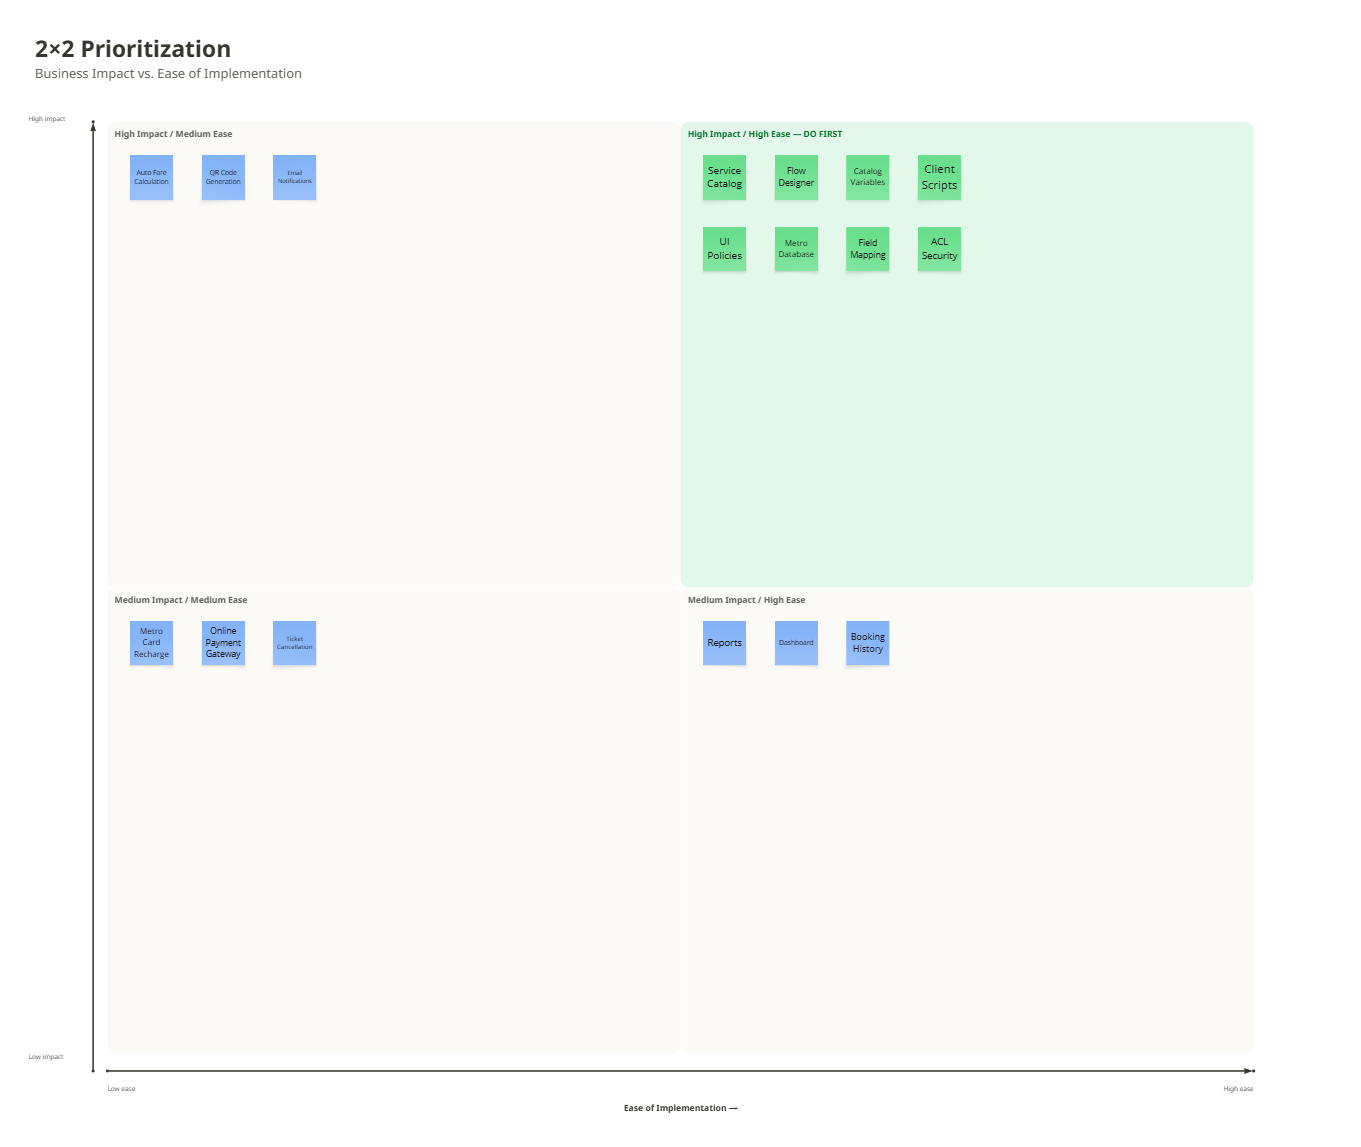 2×2 Prioritization
Business Impact vs. Ease of Implementation
High impact
High Impact / Medium Ease
Auto Fare
Calculation
QR Code
Generation
Email
Notifications
High Impact / High Ease — DO FIRST
Service
Catalog
Flow
Designer
Catalog
Variables
Client
Scripts
UI
Policies
Metro
Database
Field
Mapping
ACL
Security
Medium Impact / Medium Ease
Metro
Card
Recharge
Online
Payment
Gateway
Ticket
Cancellation
Medium Impact / High Ease
Reports
Dashboard
Booking
History
Low impact
Low ease
High ease
Ease of Implementation →